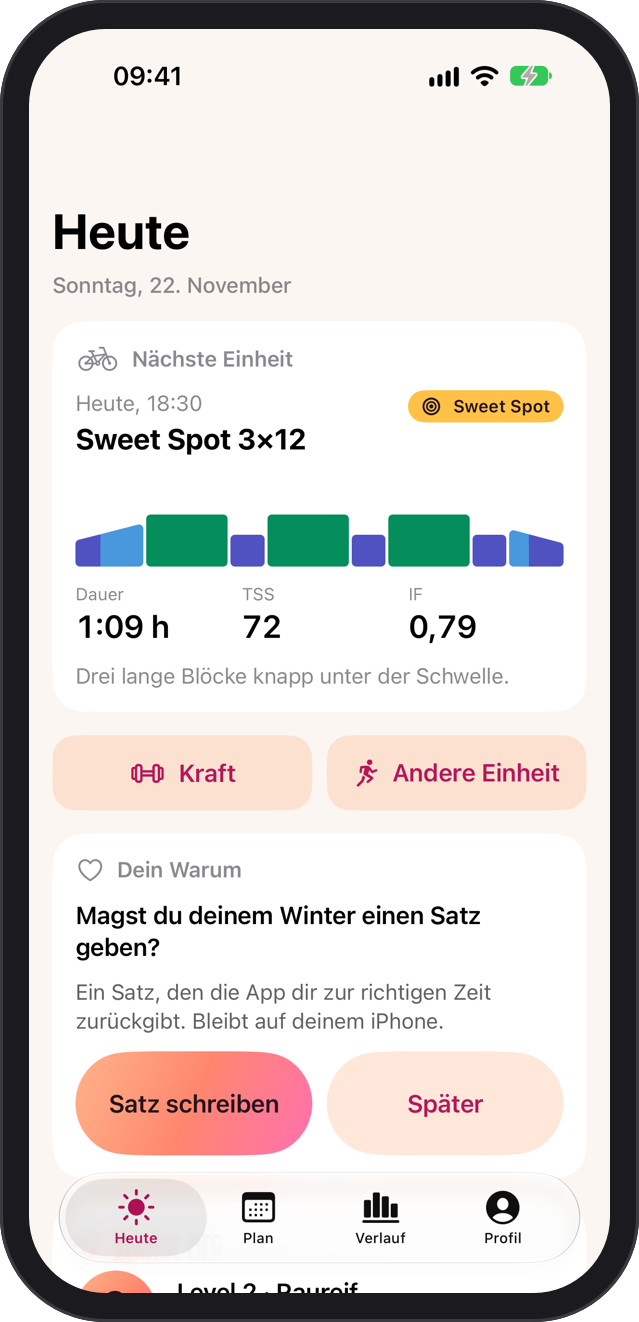 09:41
Heute
Sonntag, 22. November
Nächste Einheit
Heute, 18:30
Sweet Spot
Sweet Spot 3×12
Dauer TSS IF
1:09 h 72 0,79
Drei lange Blöcke knapp unter der Schwelle.
Kraft Andere Einheit
Dein Warum
Magst du deinem Winter einen Satz
geben?
Ein Satz, den die App dir zur richtigen Zeit
zurückgibt. Bleibt auf deinem iPhone.
Satz schreiben Später
Heute Plan Verlauf Profil
Level 2 · Raureif